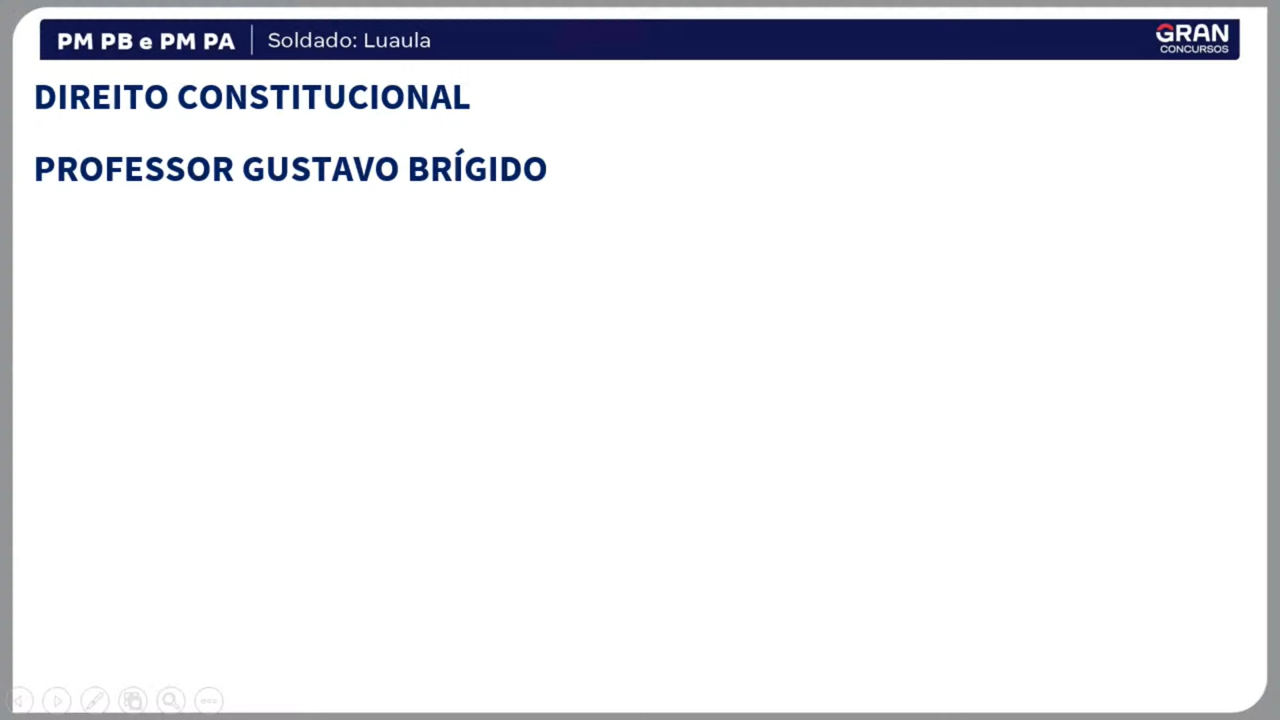 PM PB e PM PA | Soldado: Luaula
GRAN
CONCURSOS
DIREITO CONSTITUCIONAL
PROFESSOR GUSTAVO BRÍGIDO